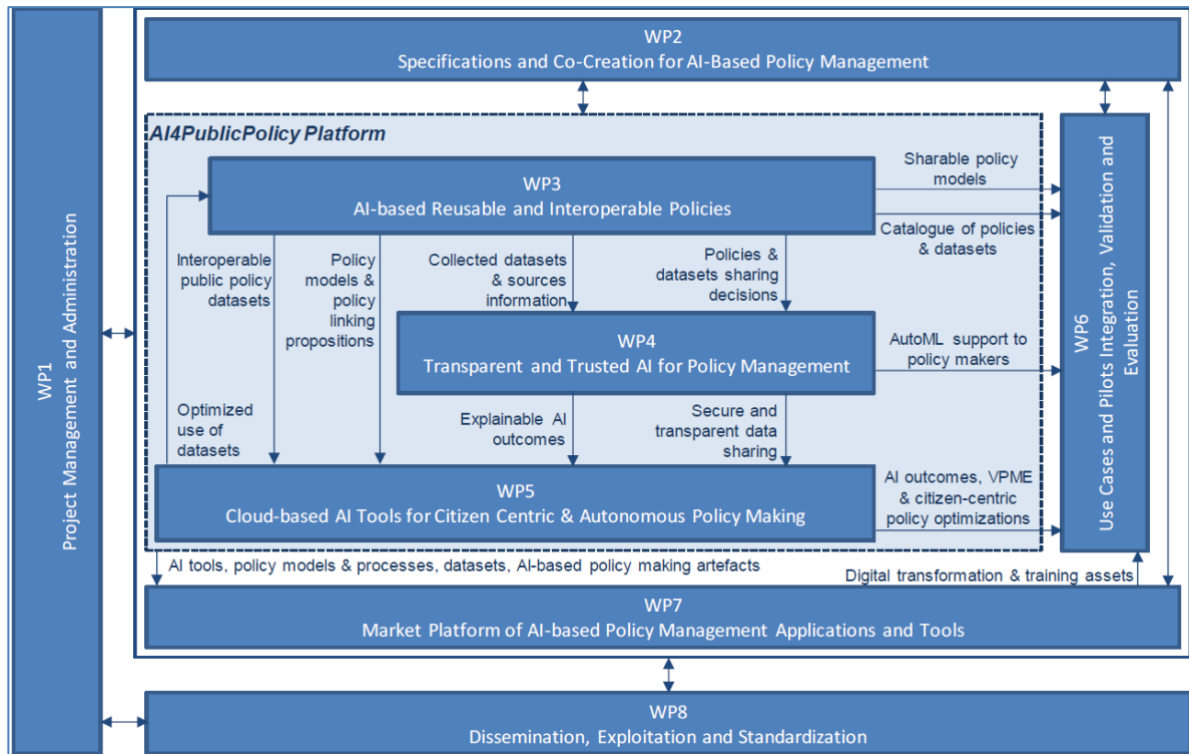 WP1
Project Management and Administration
WP2
Specifications and Co-Creation for AI-Based Policy Management
AI4PublicPolicy Platform
WP3
AI-based Reusable and Interoperable Policies
Sharable policy
models
Catalogue of policies
& datasets
Interoperable
public policy
datasets
Policy
models &
policy
linking
propositions
Collected datasets
& sources
information
Policies &
datasets sharing
decisions
WP4
Transparent and Trusted AI for Policy Management
AutoML support to
policy makers
Optimized
use of
datasets
Explainable AI
outcomes
Secure and
transparent data
sharing
WP5
Cloud-based AI Tools for Citizen Centric & Autonomous Policy Making
AI outcomes, VPME
& citizen-centric
policy optimizations
WP6
Use Cases and Pilots Integration, Validation and
Evaluation
AI tools, policy models & processes, datasets, AI-based policy making artefacts
Digital transformation & training assets
WP7
Market Platform of AI-based Policy Management Applications and Tools
WP8
Dissemination, Exploitation and Standardization